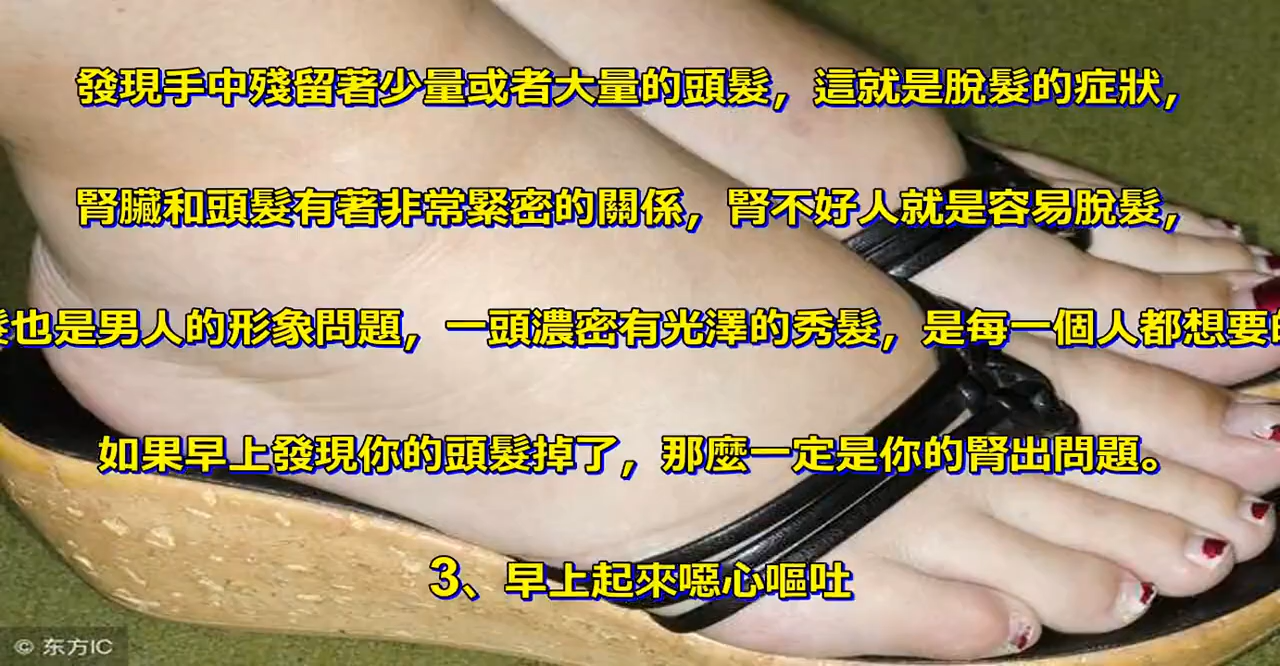 發現手中殘留著少量或者大量的頭髮，這就是脫髮的症狀，
腎臟和頭髮有著非常緊密的關係，腎不好人就是容易脫髮，
髮也是男人的形象問題，一頭濃密有光澤的秀髮，是每一個人都想要的
如果早上發現你的頭髮掉了，那麼一定是你的腎出問題。
3、早上起來噁心嘔吐
© 东方IC